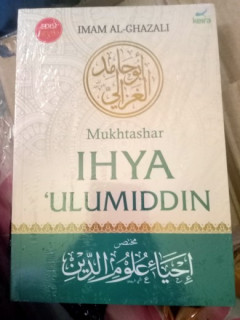 IMAM AL-GHAZALI
أبو حامد
الغزالي
Mukhtashar
IHYA
‘ULUMIDDIN
مختصر
إحياء علوم الدين